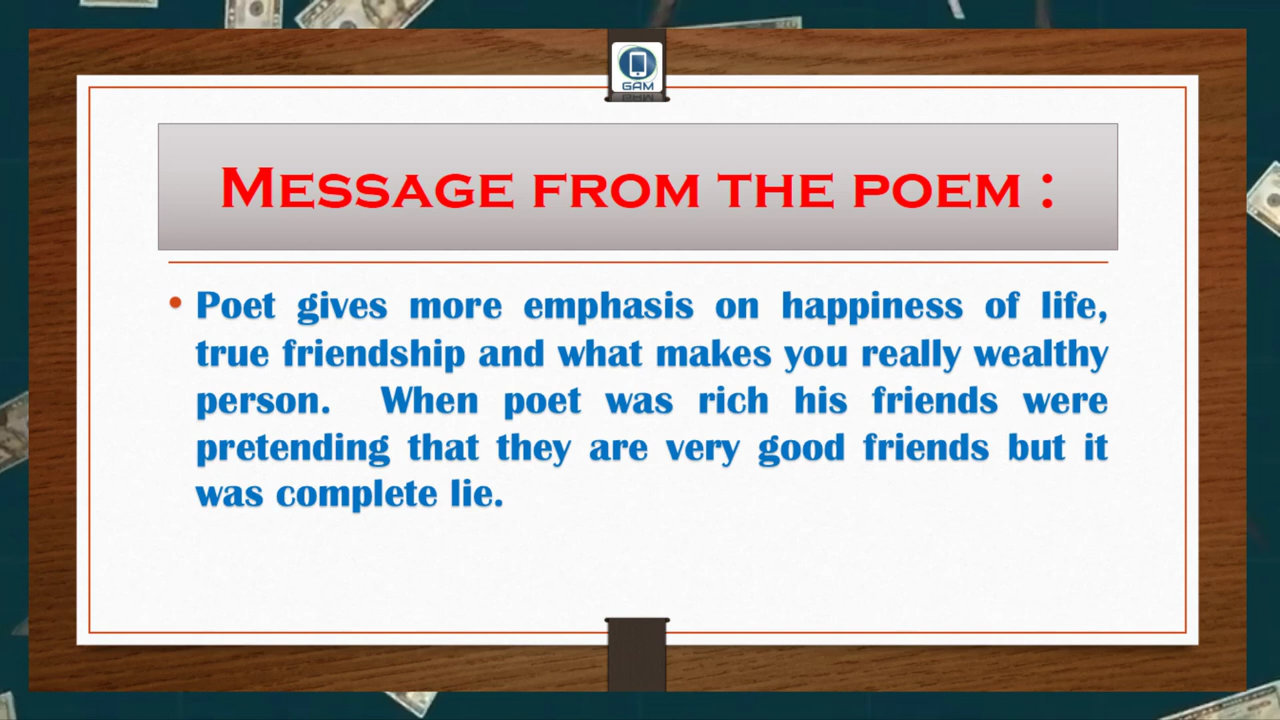 GAM
MESSAGE FROM THE POEM :
• Poet gives more emphasis on happiness of life,
true friendship and what makes you really wealthy
person. When poet was rich his friends were
pretending that they are very good friends but it
was complete lie.